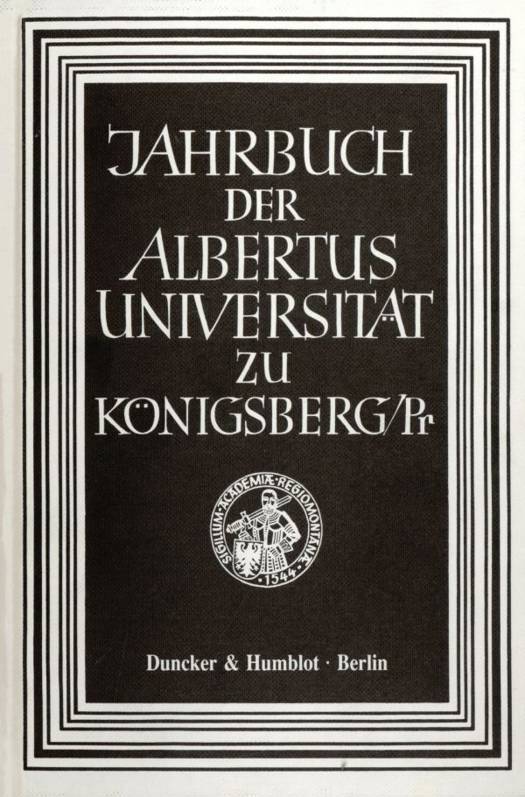 JAHRBUCH
DER
ALBERTUS
UNIVERSITÄT
ZU
KÖNIGSBERG/Pr
SIGILLUM·ACADEMIÆ·REGIOMONTANÆ
·1544·
Duncker & Humblot · Berlin